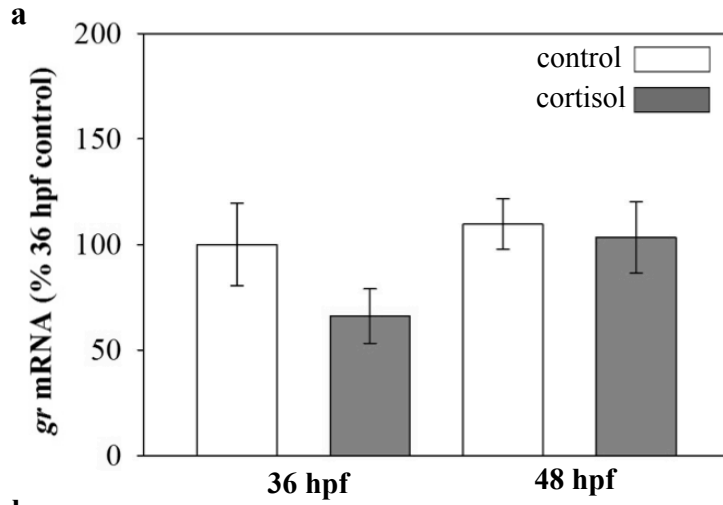 a
200
control
cortisol
150
100
50
0
gr mRNA (% 36 hpf control)
36 hpf
48 hpf